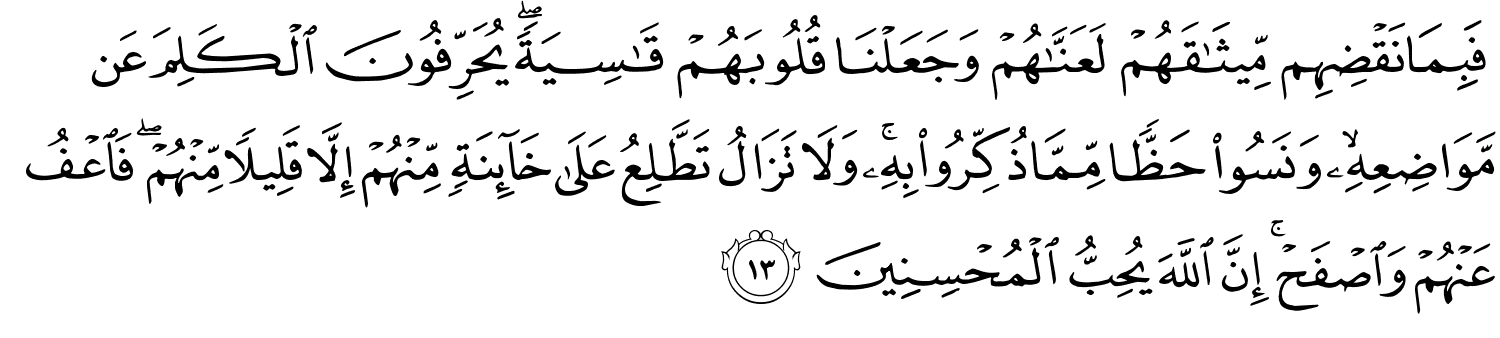 فَبِمَا نَقْضِهِم مِّيثَٰقَهُمْ لَعَنَّٰهُمْ وَجَعَلْنَا قُلُوبَهُمْ قَٰسِيَةً ۖ يُحَرِّفُونَ ٱلْكَلِمَ عَن
مَّوَاضِعِهِۦ ۙ وَنَسُوا۟ حَظًّا مِّمَّا ذُكِّرُوا۟ بِهِۦ ۚ وَلَا تَزَالُ تَطَّلِعُ عَلَىٰ خَآئِنَةٍ مِّنْهُمْ إِلَّا قَلِيلًا مِّنْهُمْ ۖ فَٱعْفُ
عَنْهُمْ وَٱصْفَحْ ۚ إِنَّ ٱللَّهَ يُحِبُّ ٱلْمُحْسِنِينَ ١٣